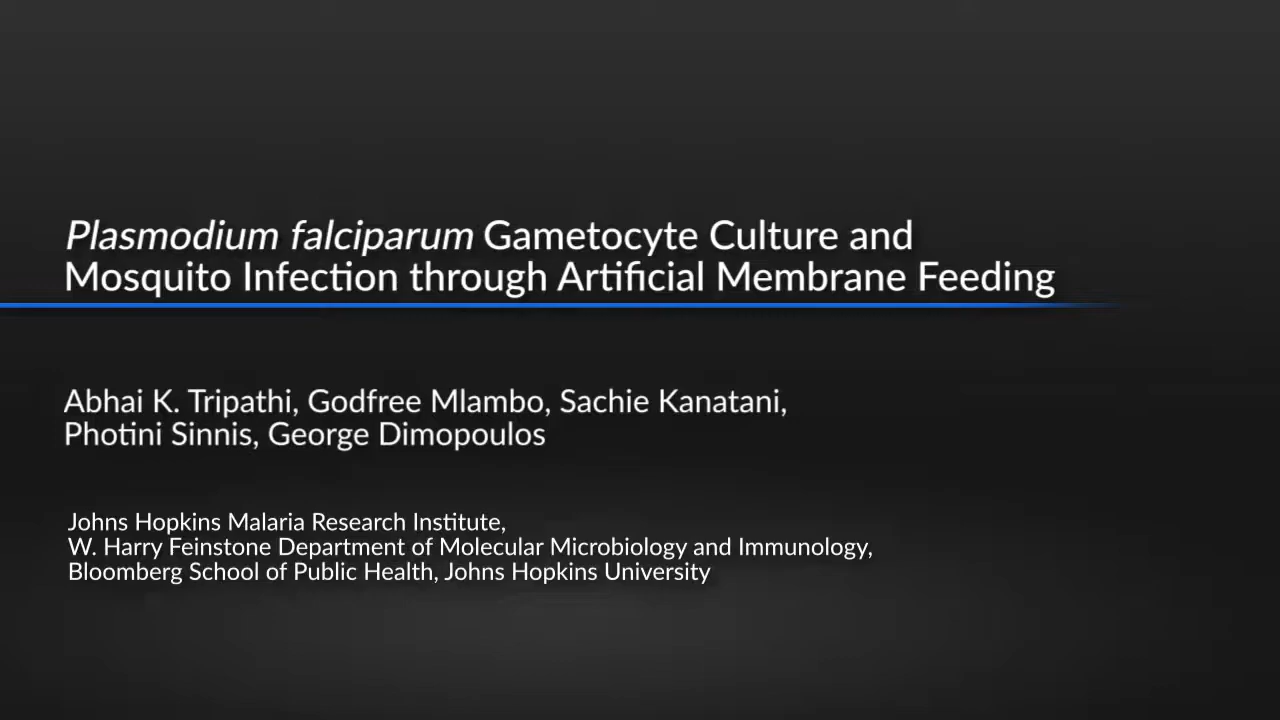 Plasmodium falciparum Gametocyte Culture and
Mosquito Infection through Artificial Membrane Feeding
Abhai K. Tripathi, Godfree Mlambo, Sachie Kanatani,
Photini Sinnis, George Dimopoulos
Johns Hopkins Malaria Research Institute,
W. Harry Feinstone Department of Molecular Microbiology and Immunology,
Bloomberg School of Public Health, Johns Hopkins University